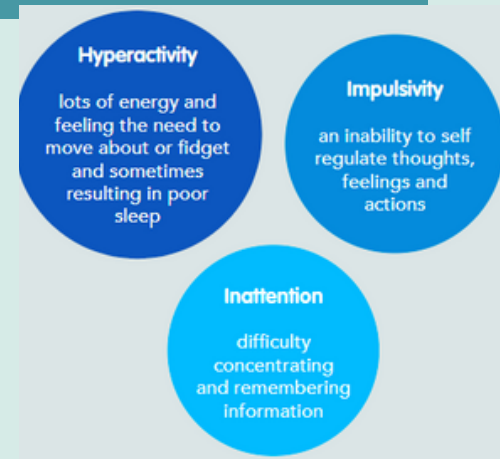 Hyperactivity
lots of energy and
feeling the need to
move about or fidget
and sometimes
resulting in poor
sleep
Impulsivity
an inability to self
regulate thoughts,
feelings and
actions
Inattention
difficulty
concentrating
and remembering
information